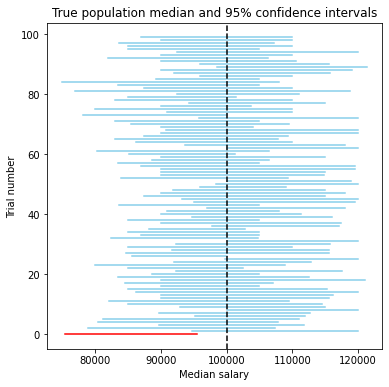 True population median and 95% confidence intervals
100
80
60
40
20
0
Trial number
80000 90000 100000 110000 120000
Median salary